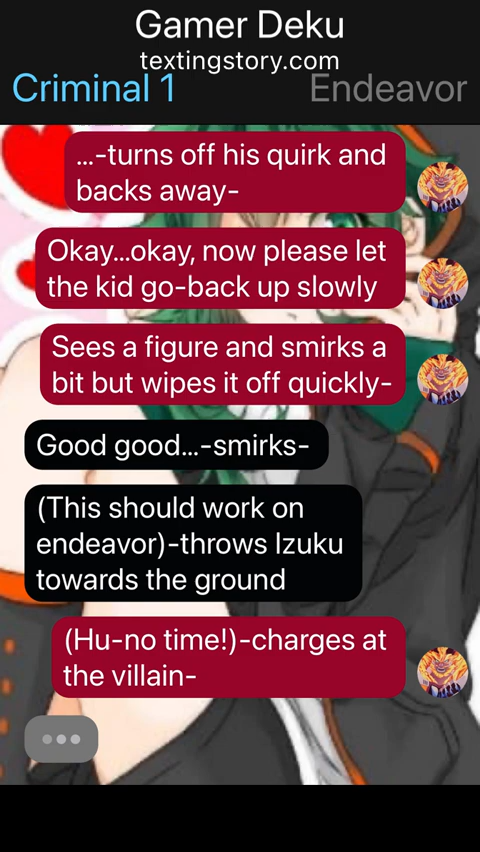 Gamer Deku
textingstory.com
Criminal 1
Endeavor
...-turns off his quirk and
backs away-
Okay...okay, now please let
the kid go-back up slowly
Sees a figure and smirks a
bit but wipes it off quickly-
Good good...-smirks-
(This should work on
endeavor)-throws Izuku
towards the ground
(Hu-no time!)-charges at
the villain-